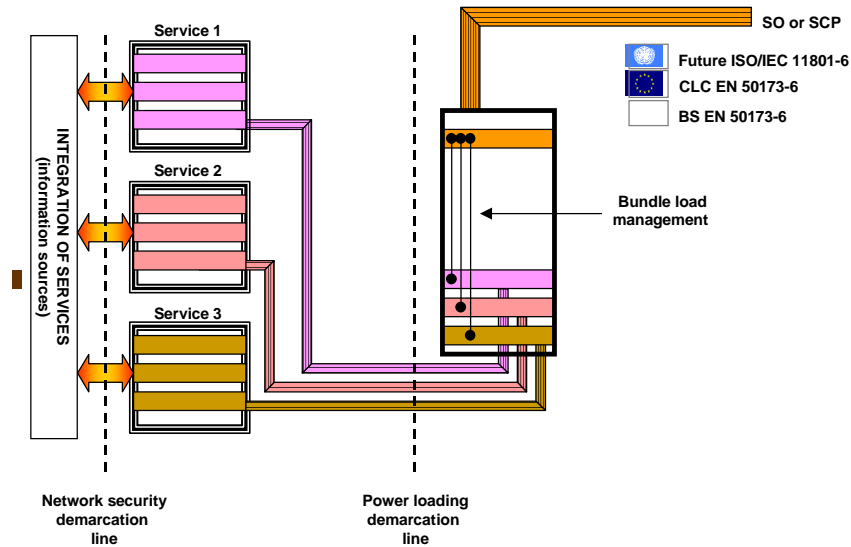 Service 1
SO or SCP
Future ISO/IEC 11801-6
CLC EN 50173-6
BS EN 50173-6
INTEGRATION OF SERVICES
(information sources)
Service 2
Bundle load
management
Service 3
Network security
demarcation
line
Power loading
demarcation
line